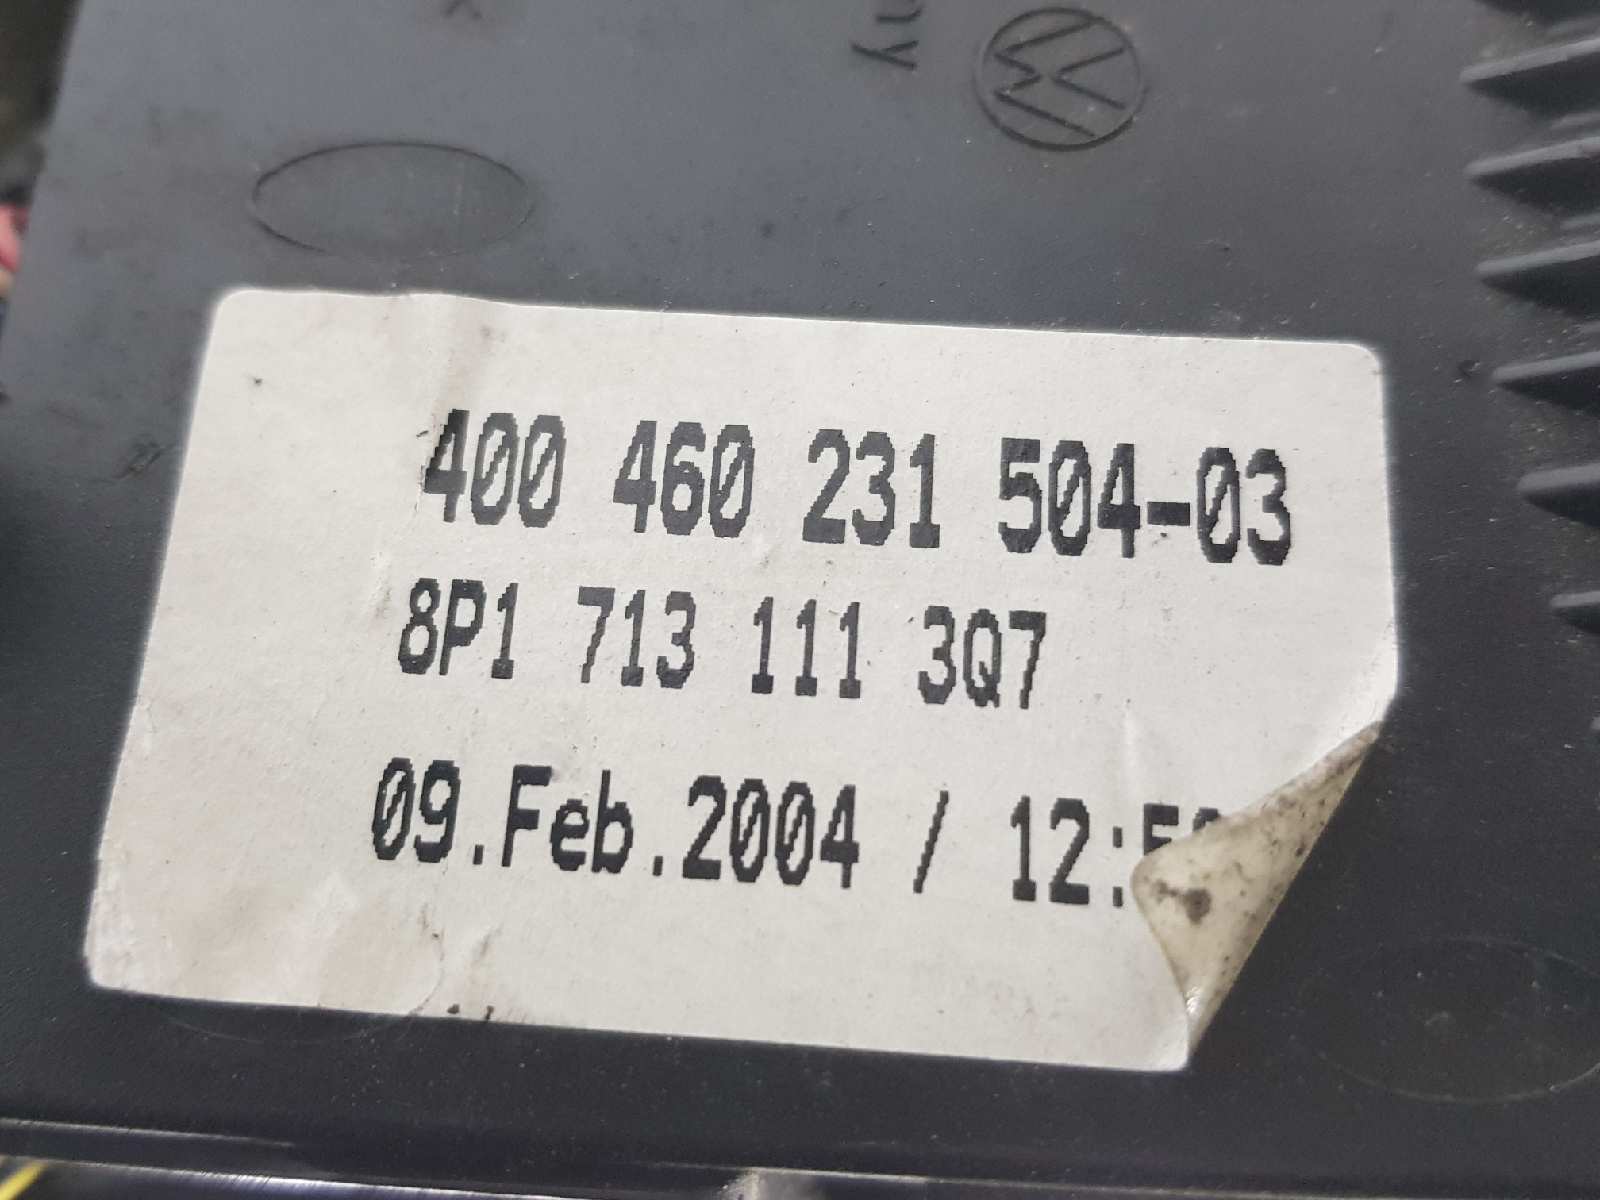 400 460 231 504-03
8P1 713 111 3Q7
09.Feb.2004 / 12: